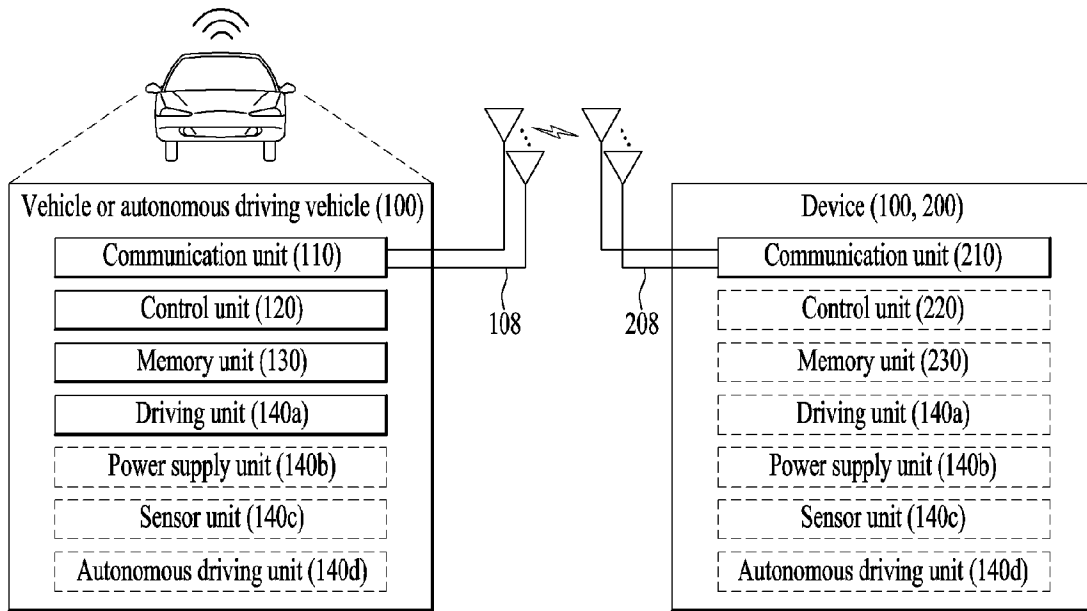 Vehicle or autonomous driving vehicle (100)
Communication unit (110)
Control unit (120)
Memory unit (130)
Driving unit (140a)
Power supply unit (140b)
Sensor unit (140c)
Autonomous driving unit (140d)
108
208
Device (100, 200)
Communication unit (210)
Control unit (220)
Memory unit (230)
Driving unit (140a)
Power supply unit (140b)
Sensor unit (140c)
Autonomous driving unit (140d)